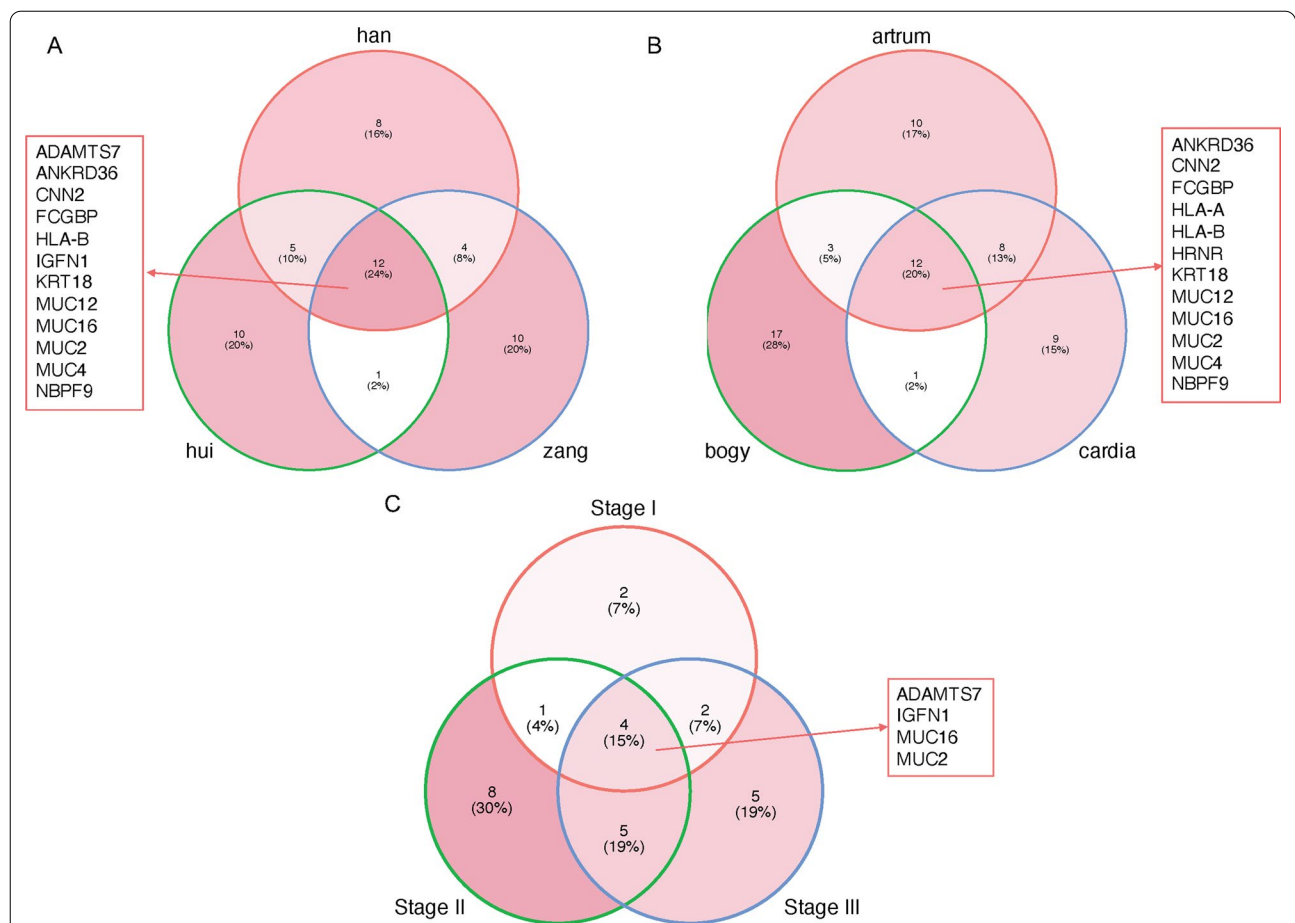 A
han
8
(16%)
5
(10%)
12
(24%)
4
(8%)
10
(20%)
10
(20%)
1
(2%)
hui
zang
ADAMTS7
ANKRD36
CNN2
FCGBP
HLA-B
IGFN1
KRT18
MUC12
MUC16
MUC2
MUC4
NBPF9
B
artrum
10
(17%)
3
(5%)
12
(20%)
8
(13%)
17
(28%)
9
(15%)
1
(2%)
bogy
cardia
ANKRD36
CNN2
FCGBP
HLA-A
HLA-B
HRNR
KRT18
MUC12
MUC16
MUC2
MUC4
NBPF9
C
Stage I
2
(7%)
1
(4%)
4
(15%)
2
(7%)
8
(30%)
5
(19%)
5
(19%)
Stage II
Stage III
ADAMTS7
IGFN1
MUC16
MUC2